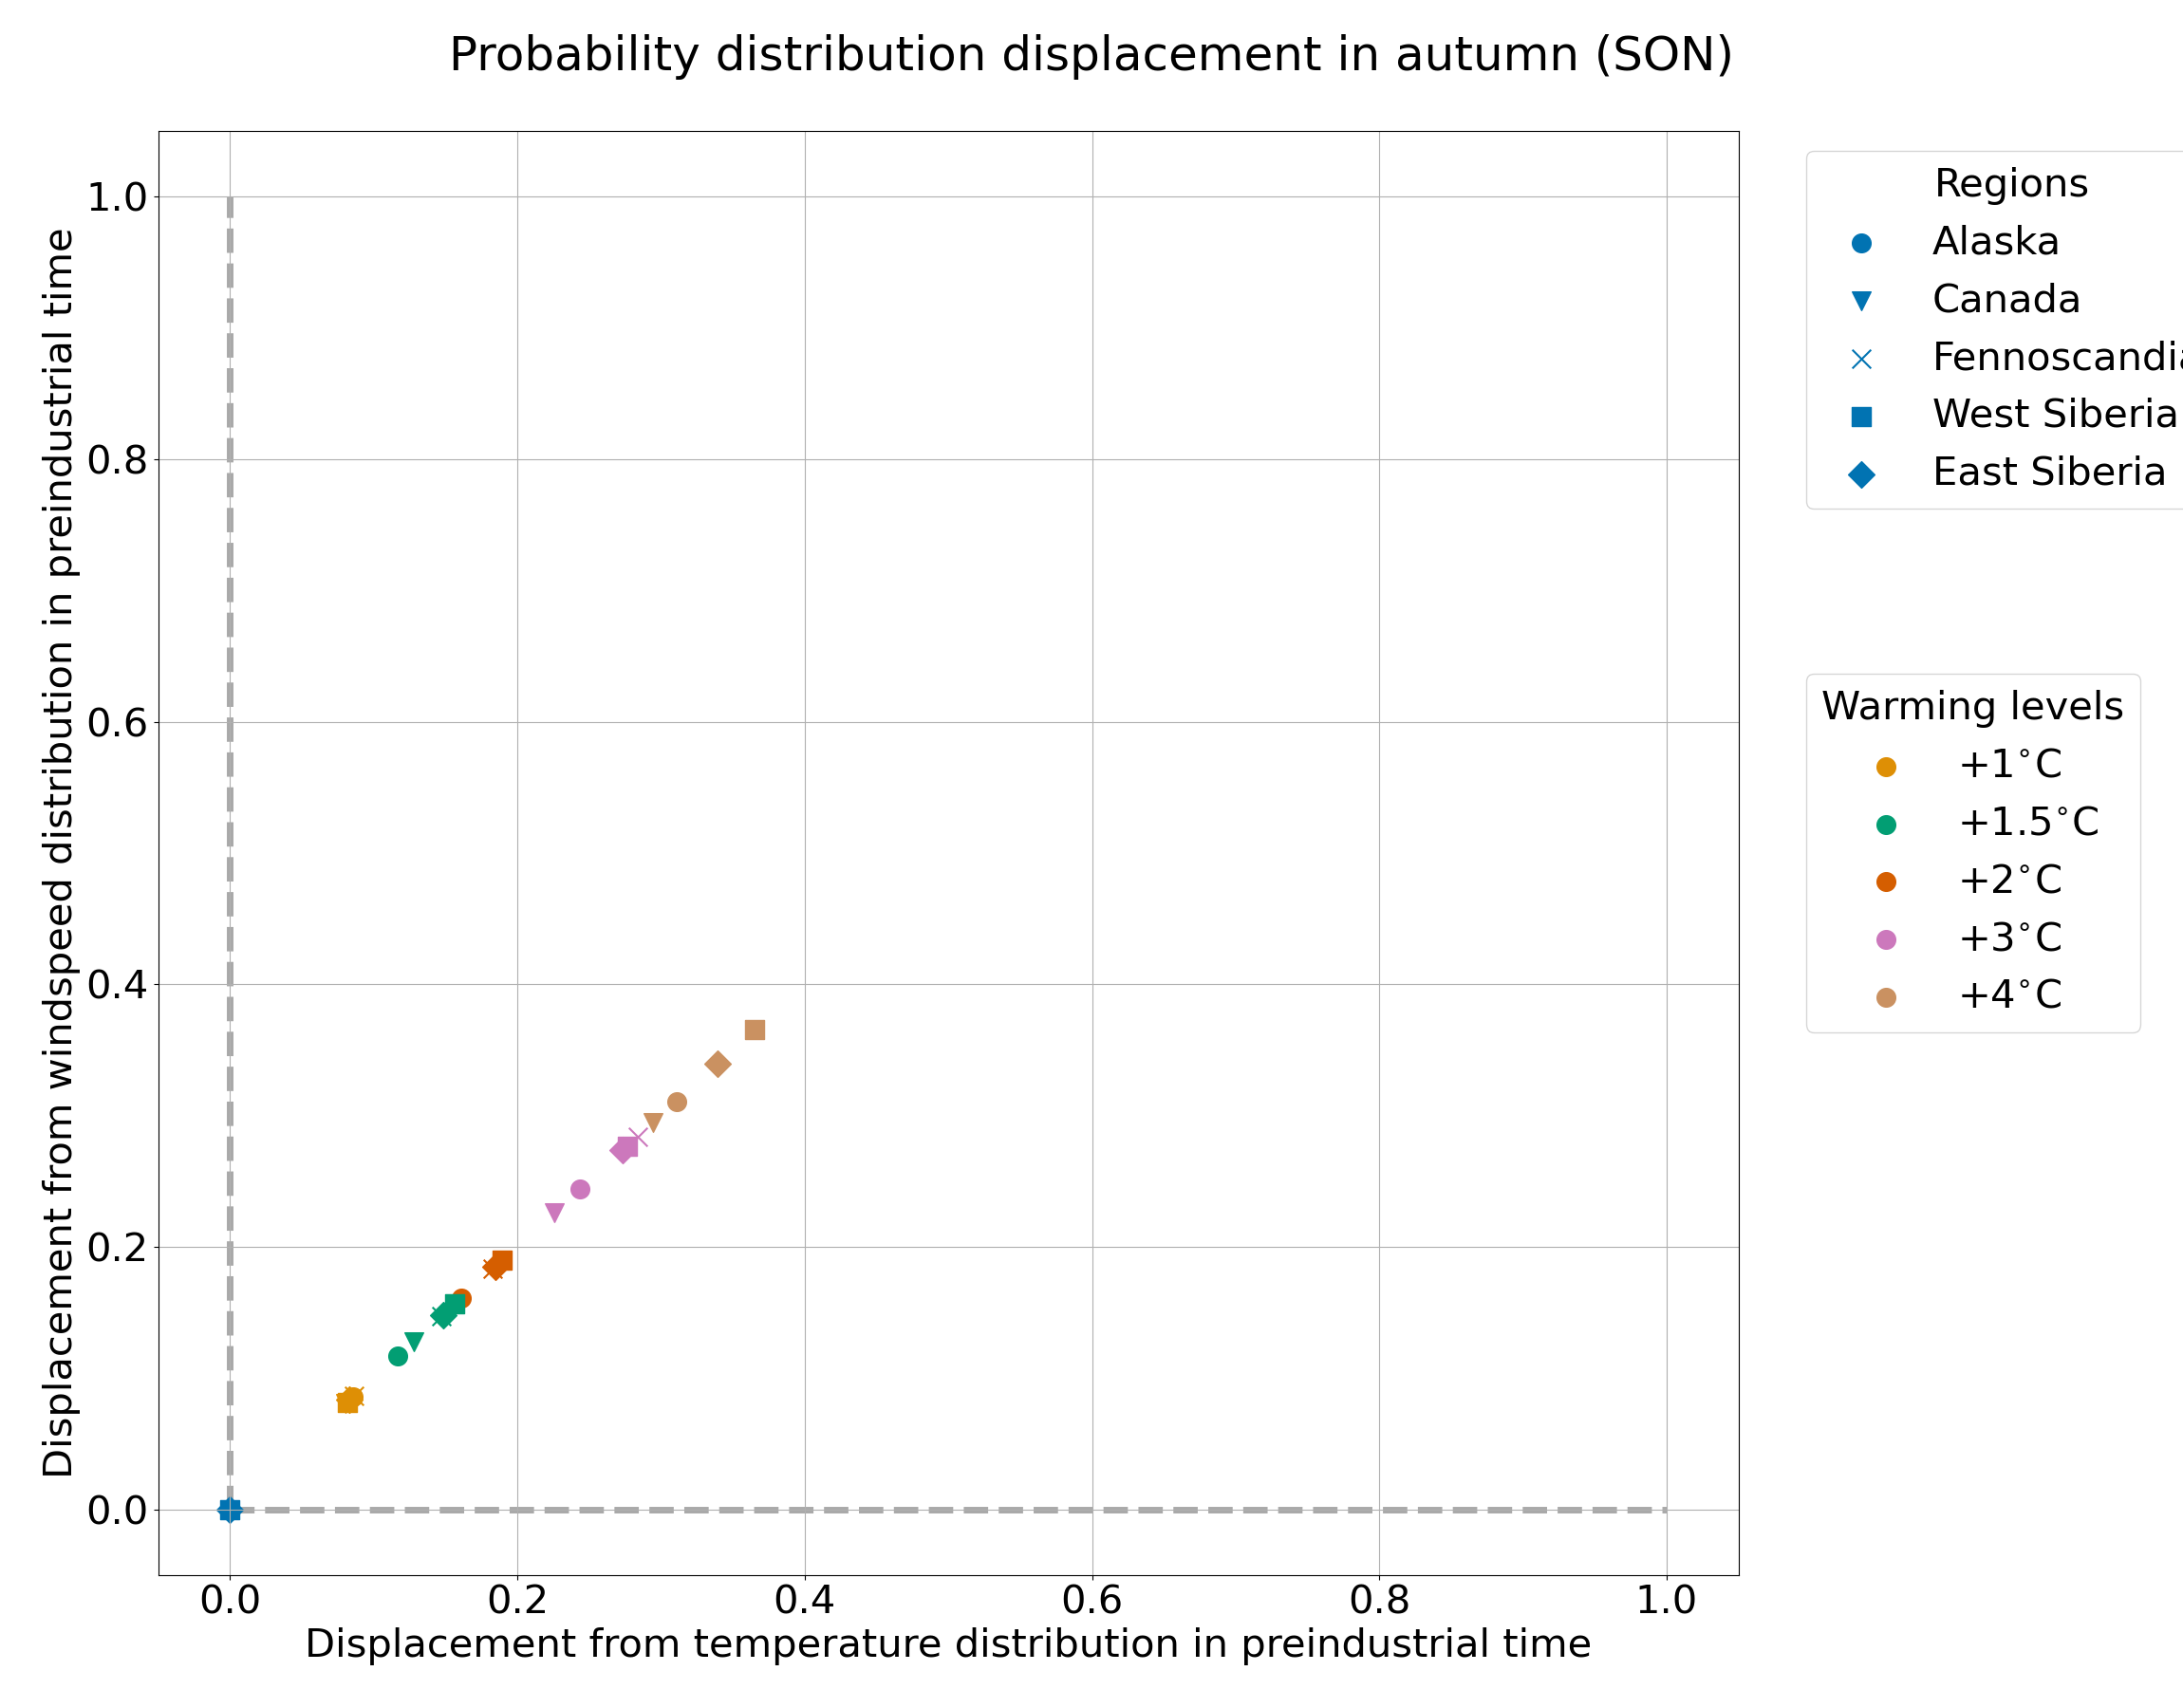 Probability distribution displacement in autumn (SON)
Displacement from windspeed distribution in preindustrial time
1.0
0.8
0.6
0.4
0.2
0.0
0.0 0.2 0.4 0.6 0.8 1.0
Displacement from temperature distribution in preindustrial time
Regions
Alaska
Canada
Fennoscandia
West Siberia
East Siberia
Warming levels
+1°C
+1.5°C
+2°C
+3°C
+4°C